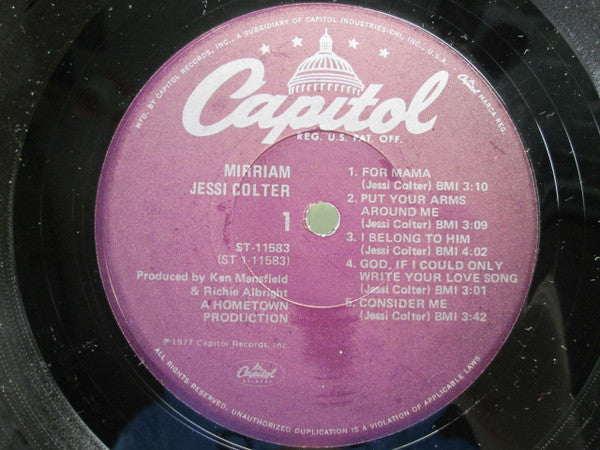 MFD. BY CAPITOL RECORDS, INC., A SUBSIDIARY OF CAPITOL INDUSTRIES-EMI, INC., U.S.A.
Capitol
Capitol MARCA REG.
REG. U.S. PAT. OFF.
MIRRIAM
JESSI COLTER
1
ST-11583
(ST 1-11583)
Produced by Ken Mansfield
& Richie Albright
A HOMETOWN
PRODUCTION
℗1977 Capitol Records, Inc.
1. FOR MAMA
(Jessi Colter) BMI 3:10
2. PUT YOUR ARMS
AROUND ME
(Jessi Colter) BMI 3:09
3. I BELONG TO HIM
(Jessi Colter) BMI 4:02
4. GOD, IF I COULD ONLY
WRITE YOUR LOVE SONG
(Jessi Colter) BMI 3:01
5. CONSIDER ME
(Jessi Colter) BMI 3:42
Capitol
RECORDS
ALL RIGHTS RESERVED. UNAUTHORIZED DUPLICATION IS A VIOLATION OF APPLICABLE LAWS